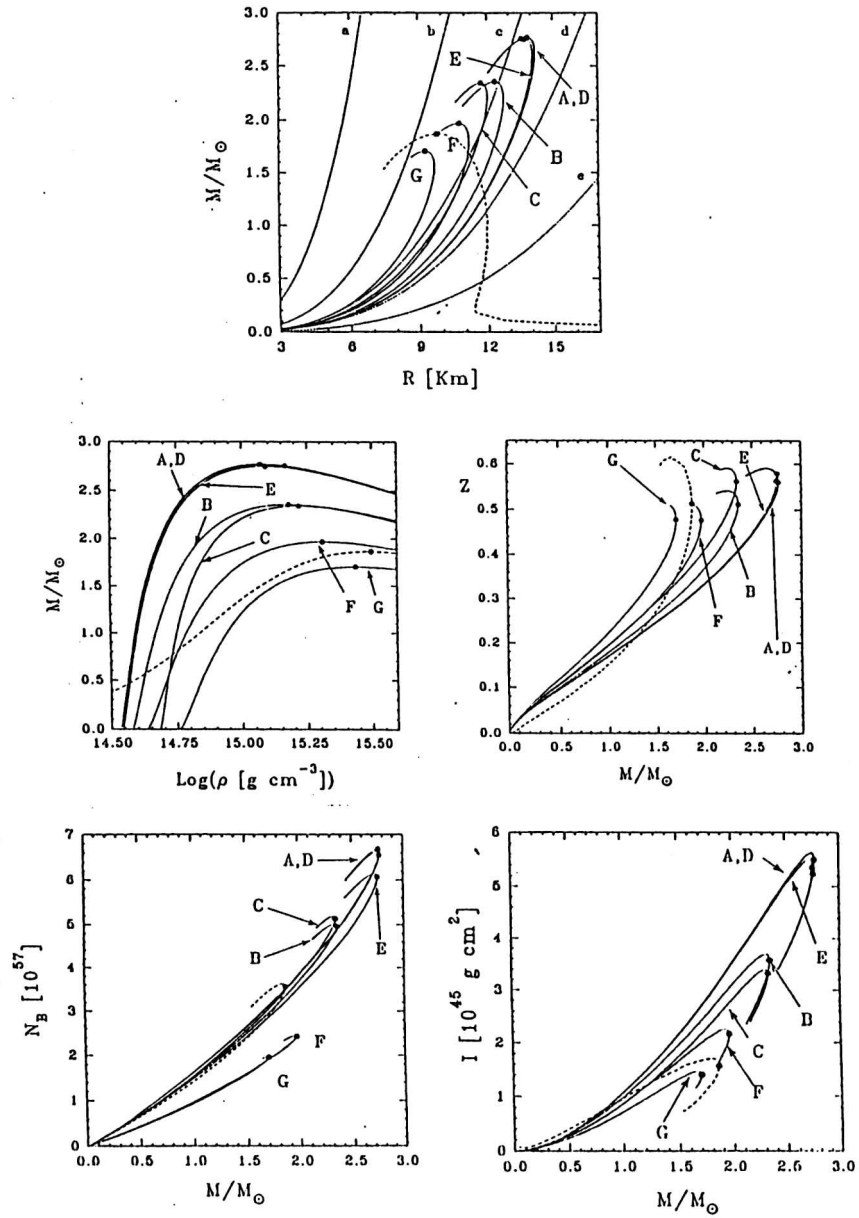 3.0
2.5
2.0
1.5
1.0
0.5
0.0
M/M⊙
a
b
c
d
E
A,D
B
F
G
C
e
3
6
9
12
15
R [Km]
3.0
2.5
2.0
1.5
1.0
0.5
0.0
M/M⊙
A,D
E
B
C
F
G
14.50
14.75
15.00
15.25
15.50
Log(ρ [g cm⁻³])
0.6
0.5
0.4
0.3
0.2
0.1
0.0
Z
G
C
E
B
F
A,D
0.0
0.5
1.0
1.5
2.0
2.5
3.0
M/M⊙
7
6
5
4
3
2
1
0
N_B [10⁵⁷]
A,D
C
B
E
F
G
0.0
0.5
1.0
1.5
2.0
2.5
3.0
M/M⊙
6
5
4
3
2
1
0
I [10⁴⁵ g cm²]
A,D
E
B
C
F
G
0.0
0.5
1.0
1.5
2.0
2.5
3.0
M/M⊙